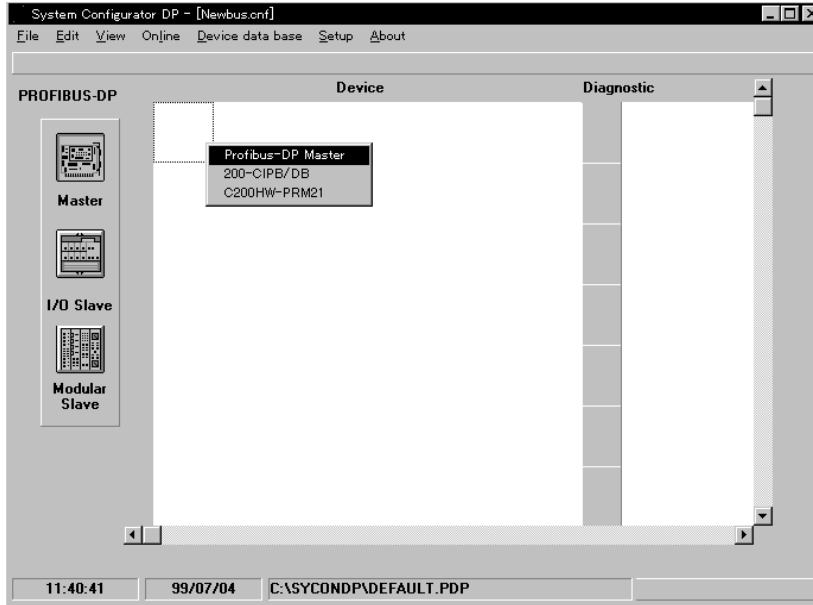 System Configurator DP - [Newbus.cnf]
File Edit View Online Device data base Setup About
PROFIBUS-DP
Device
Diagnostic
Profibus-DP Master
200-CIPB/DB
C200HW-PRM21
Master
I/O Slave
Modular
Slave
11:40:41 99/07/04 C:\SYCONDP\DEFAULT.PDP